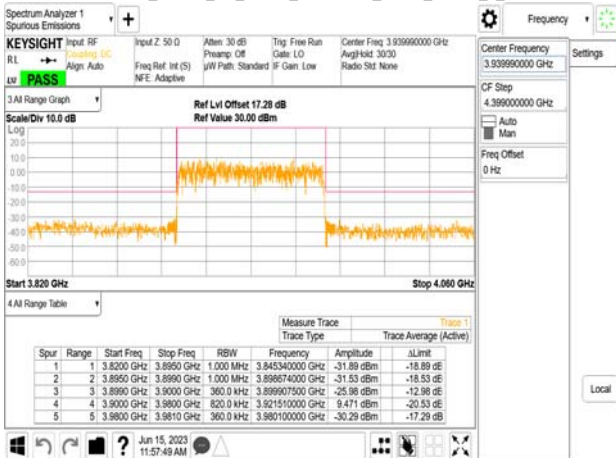 Spectrum Analyzer 1
Spurious Emissions
Frequency
KEYSIGHT Input: RF
Coupling: DC
Align: Auto
Input Z: 50 Ω
Freq Ref: Int (S)
NFE: Adaptive
Atten: 30 dB
Preamp: Off
µW Path: Standard
Trig: Free Run
Gate: LO
IF Gain: Low
Center Freq: 3.939990000 GHz
Avg|Hold: 30/30
Radio Std: None
RL
LV PASS
Center Frequency
3.939990000 GHz
Settings
CF Step
4.399000000 GHz
Auto
Man
Freq Offset
0 Hz
Local
3 All Range Graph
Ref Lvl Offset 17.28 dB
Scale/Div 10.0 dB
Ref Value 30.00 dBm
Log
20.0
10.0
0.00
-10.0
-20.0
-30.0
-40.0
-50.0
-60.0
Start 3.820 GHz
Stop 4.060 GHz
4 All Range Table
Measure Trace Trace 1
Trace Type Trace Average (Active)
Spur Range Start Freq Stop Freq RBW Frequency Amplitude ΔLimit
1 1 3.8200 GHz 3.8950 GHz 1.000 MHz 3.845340000 GHz -31.89 dBm -18.89 dB
2 2 3.8950 GHz 3.8990 GHz 1.000 MHz 3.898674000 GHz -31.53 dBm -18.53 dB
3 3 3.8990 GHz 3.9000 GHz 360.0 kHz 3.899907500 GHz -25.98 dBm -12.98 dB
4 4 3.9000 GHz 3.9800 GHz 820.0 kHz 3.921510000 GHz 9.471 dBm -20.53 dB
5 5 3.9800 GHz 3.9810 GHz 360.0 kHz 3.980100000 GHz -30.29 dBm -17.29 dB
Jun 15, 2023
11:57:49 AM